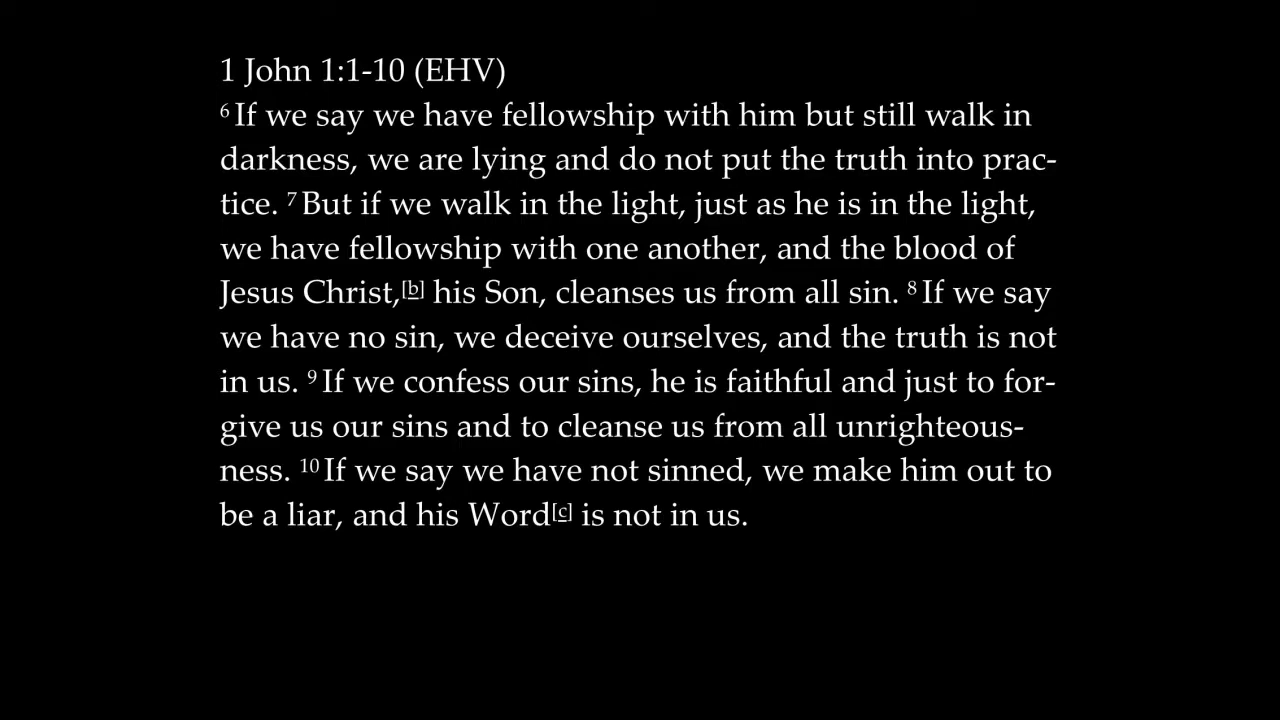 1 John 1:1-10 (EHV)
⁶ If we say we have fellowship with him but still walk in
darkness, we are lying and do not put the truth into prac-
tice. ⁷ But if we walk in the light, just as he is in the light,
we have fellowship with one another, and the blood of
Jesus Christ,[b] his Son, cleanses us from all sin. ⁸ If we say
we have no sin, we deceive ourselves, and the truth is not
in us. ⁹ If we confess our sins, he is faithful and just to for-
give us our sins and to cleanse us from all unrighteous-
ness. ¹⁰ If we say we have not sinned, we make him out to
be a liar, and his Word[c] is not in us.